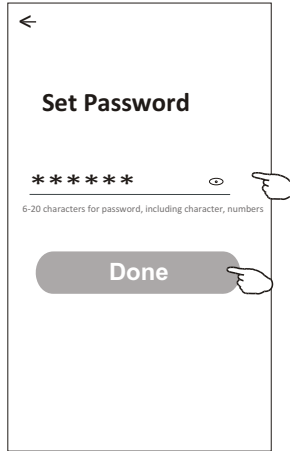 Set Password
******
6-20 characters for password, including character, numbers
Done